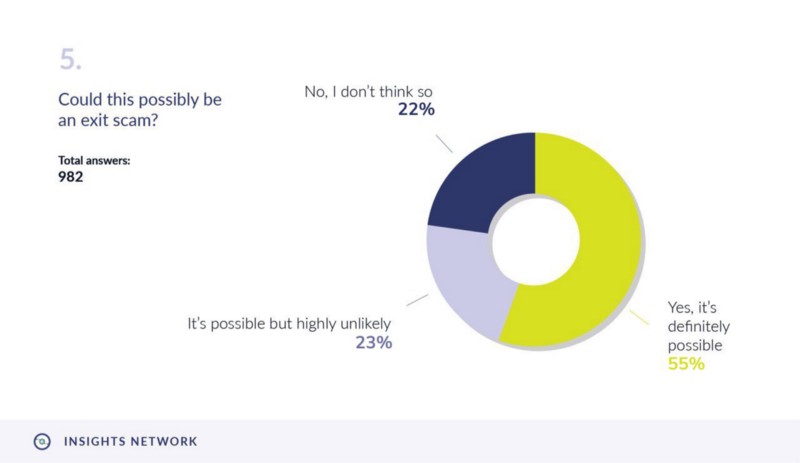 5.
Could this possibly be
an exit scam?
Total answers:
982
No, I don't think so
22%
It's possible but highly unlikely
23%
Yes, it's
definitely
possible
55%
INSIGHTS NETWORK